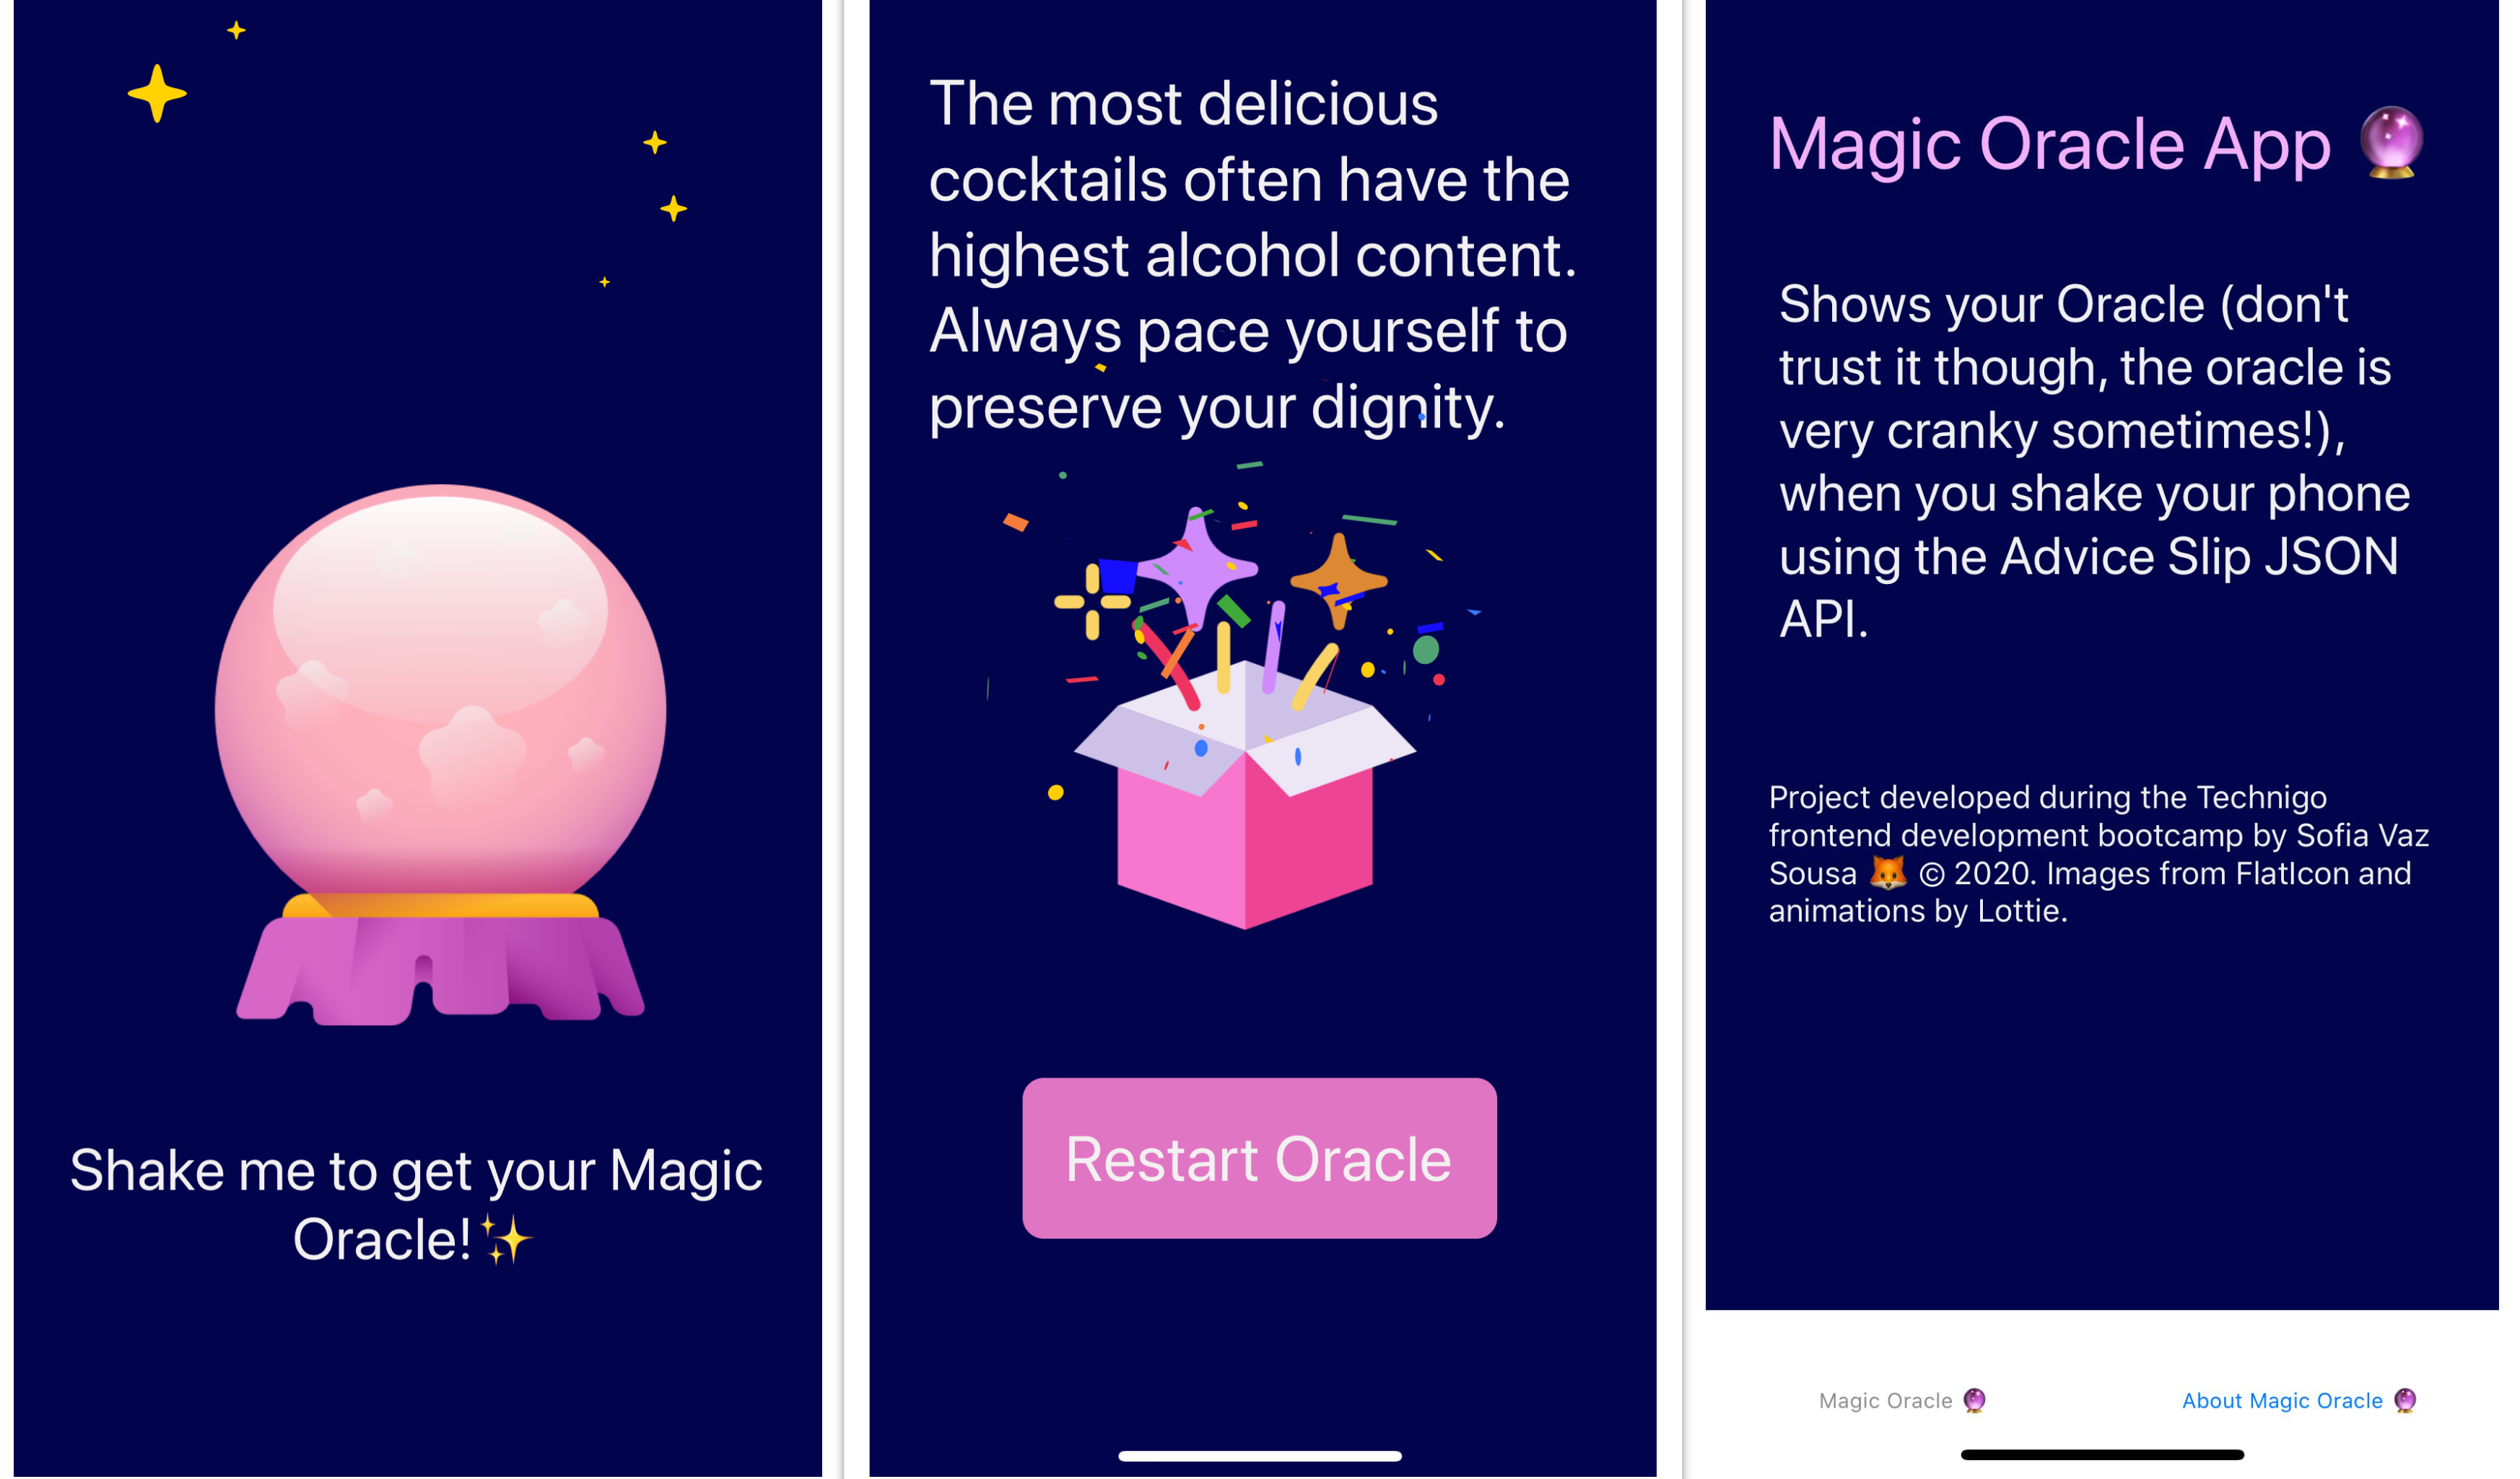 Shake me to get your Magic
Oracle!✨
The most delicious
cocktails often have the
highest alcohol content.
Always pace yourself to
preserve your dignity.
Restart Oracle
Magic Oracle App 🔮
Shows your Oracle (don't
trust it though, the oracle is
very cranky sometimes!),
when you shake your phone
using the Advice Slip JSON
API.
Project developed during the Technigo
frontend development bootcamp by Sofia Vaz
Sousa 🦊 © 2020. Images from FlatIcon and
animations by Lottie.
Magic Oracle 🔮
About Magic Oracle 🔮